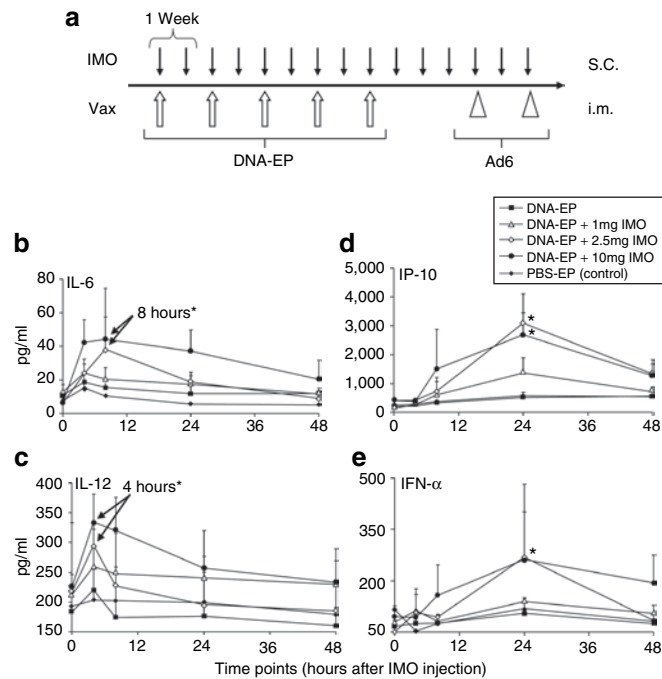 a
1 Week
IMO
S.C.
Vax
i.m.
DNA-EP
Ad6
DNA-EP
DNA-EP + 1mg IMO
DNA-EP + 2.5mg IMO
DNA-EP + 10mg IMO
PBS-EP (control)
b
IL-6
80
60
40
20
0
pg/ml
8 hours*
0 12 24 36 48
d
IP-10
5,000
4,000
3,000
2,000
1,000
0
*
*
0 12 24 36 48
c
IL-12
400
350
300
250
200
150
pg/ml
4 hours*
0 12 24 36 48
e
IFN-α
500
350
200
50
*
0 12 24 36 48
Time points (hours after IMO injection)